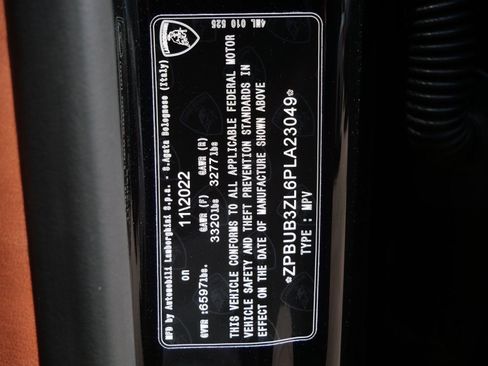 MFD by Automobili Lamborghini S.p.a. - S.Agata Bolognese (Italy)
on 11\2022
GAWR (F) GAWR (R)
GVWR :6597lbs. 3320lbs 3277lbs
THIS VEHICLE CONFORMS TO ALL APPLICABLE FEDERAL MOTOR
VEHICLE SAFETY AND THEFT PREVENTION STANDARDS IN
EFFECT ON THE DATE OF MANUFACTURE SHOWN ABOVE
*ZPBUB3ZL6PLA23049*
TYPE : MPV
4ML 010 525